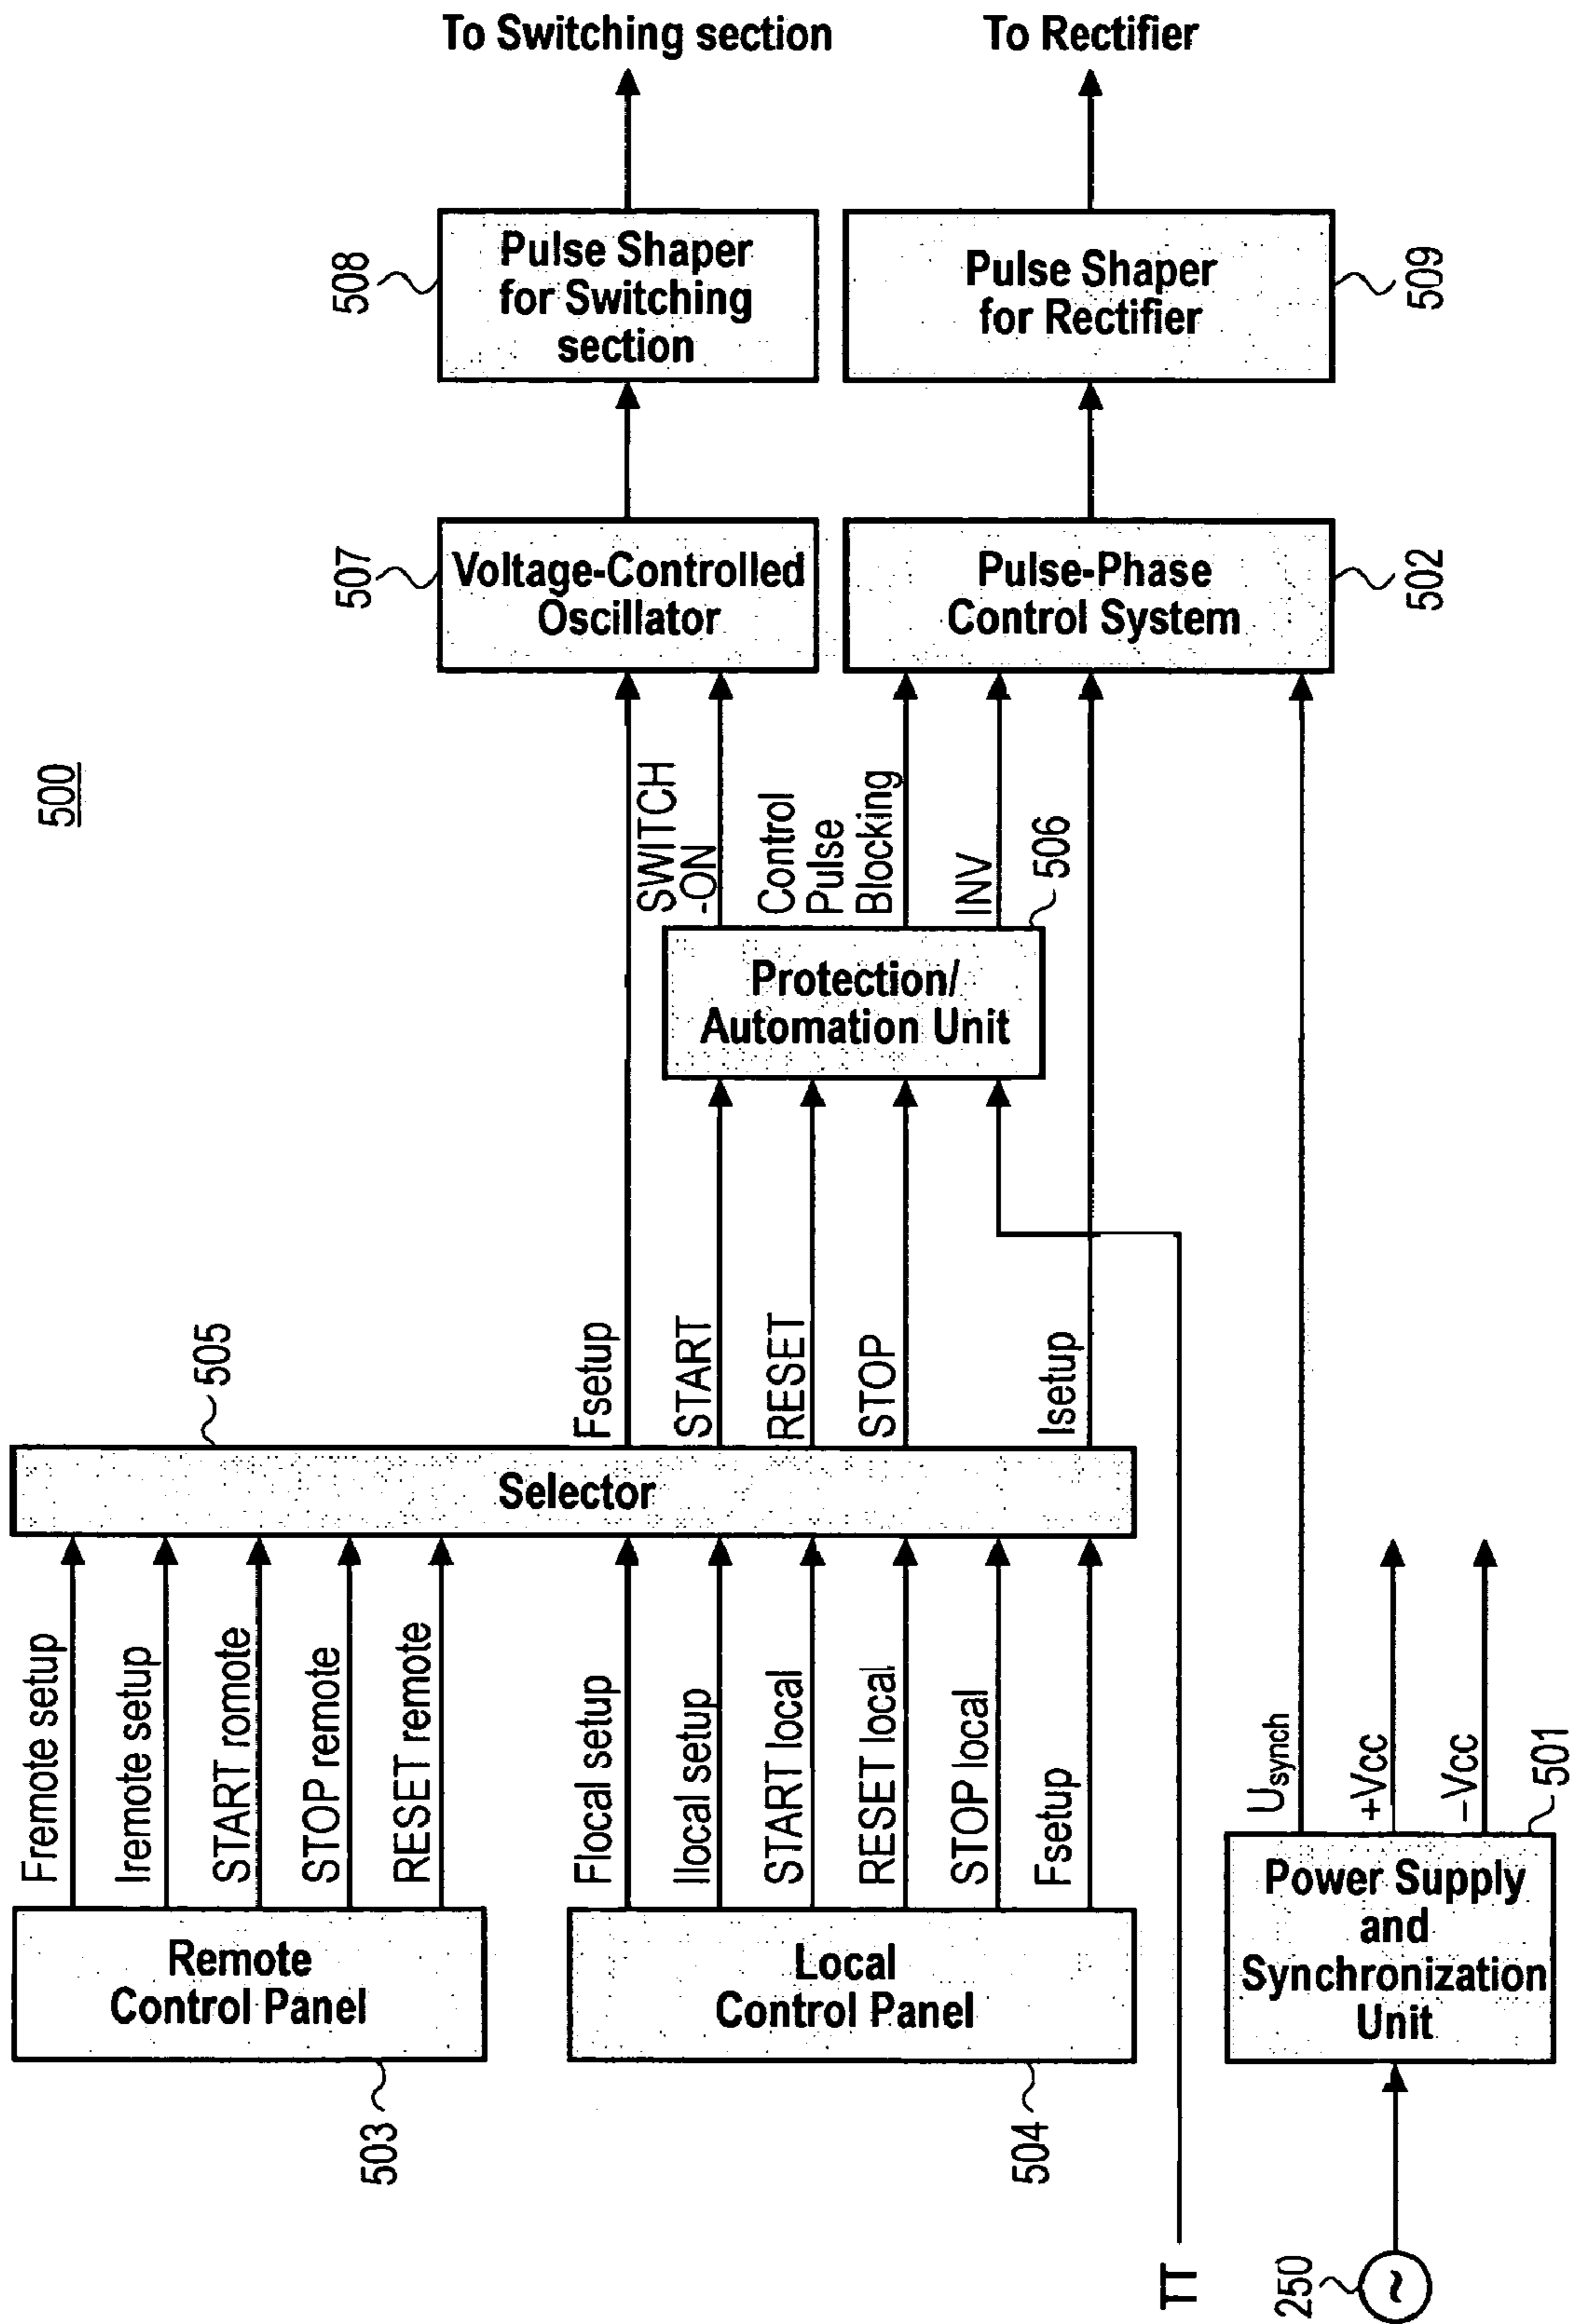 To Switching section
To Rectifier
508
Pulse Shaper
for Switching
section
Pulse Shaper
for Rectifier
509
507
Voltage-Controlled
Oscillator
Pulse-Phase
Control System
502
500
SWITCH
-ON
Control
Pulse
Blocking
INV
506
Protection/
Automation Unit
505
Fsetup
START
RESET
STOP
Isetup
Selector
Fremote setup
Iremote setup
START romote
STOP remote
RESET remote
Flocal setup
Ilocal setup
START local
RESET local
STOP local
Fsetup
Usynch
+Vcc
–Vcc
501
Remote
Control Panel
Local
Control Panel
Power Supply
and
Synchronization
Unit
503
504
TT
250
~